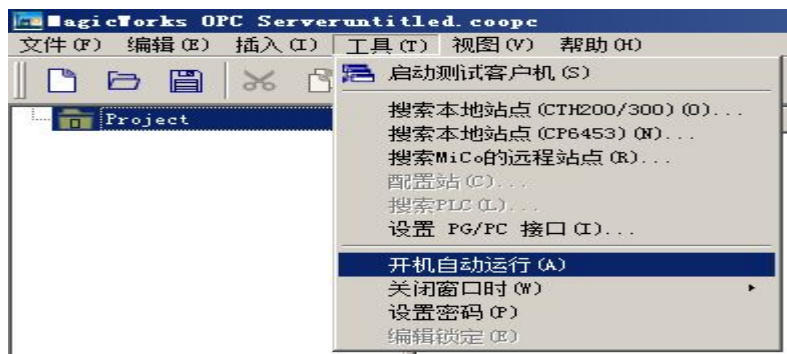 MagicWorks OPC Serveruntitled.coopc
文件(F) 编辑(E) 插入(I) 工具(T) 视图(V) 帮助(H)
启动测试客户机(S)
Project
搜索本地站点(CTH200/300)(O)...
搜索本地站点(CP6453)(N)...
搜索MiCo的远程站点(R)...
配置站(C)...
搜索PLC(L)...
设置 PG/PC 接口(I)...
开机自动运行(A)
关闭窗口时(W)
设置密码(P)
编辑锁定(E)